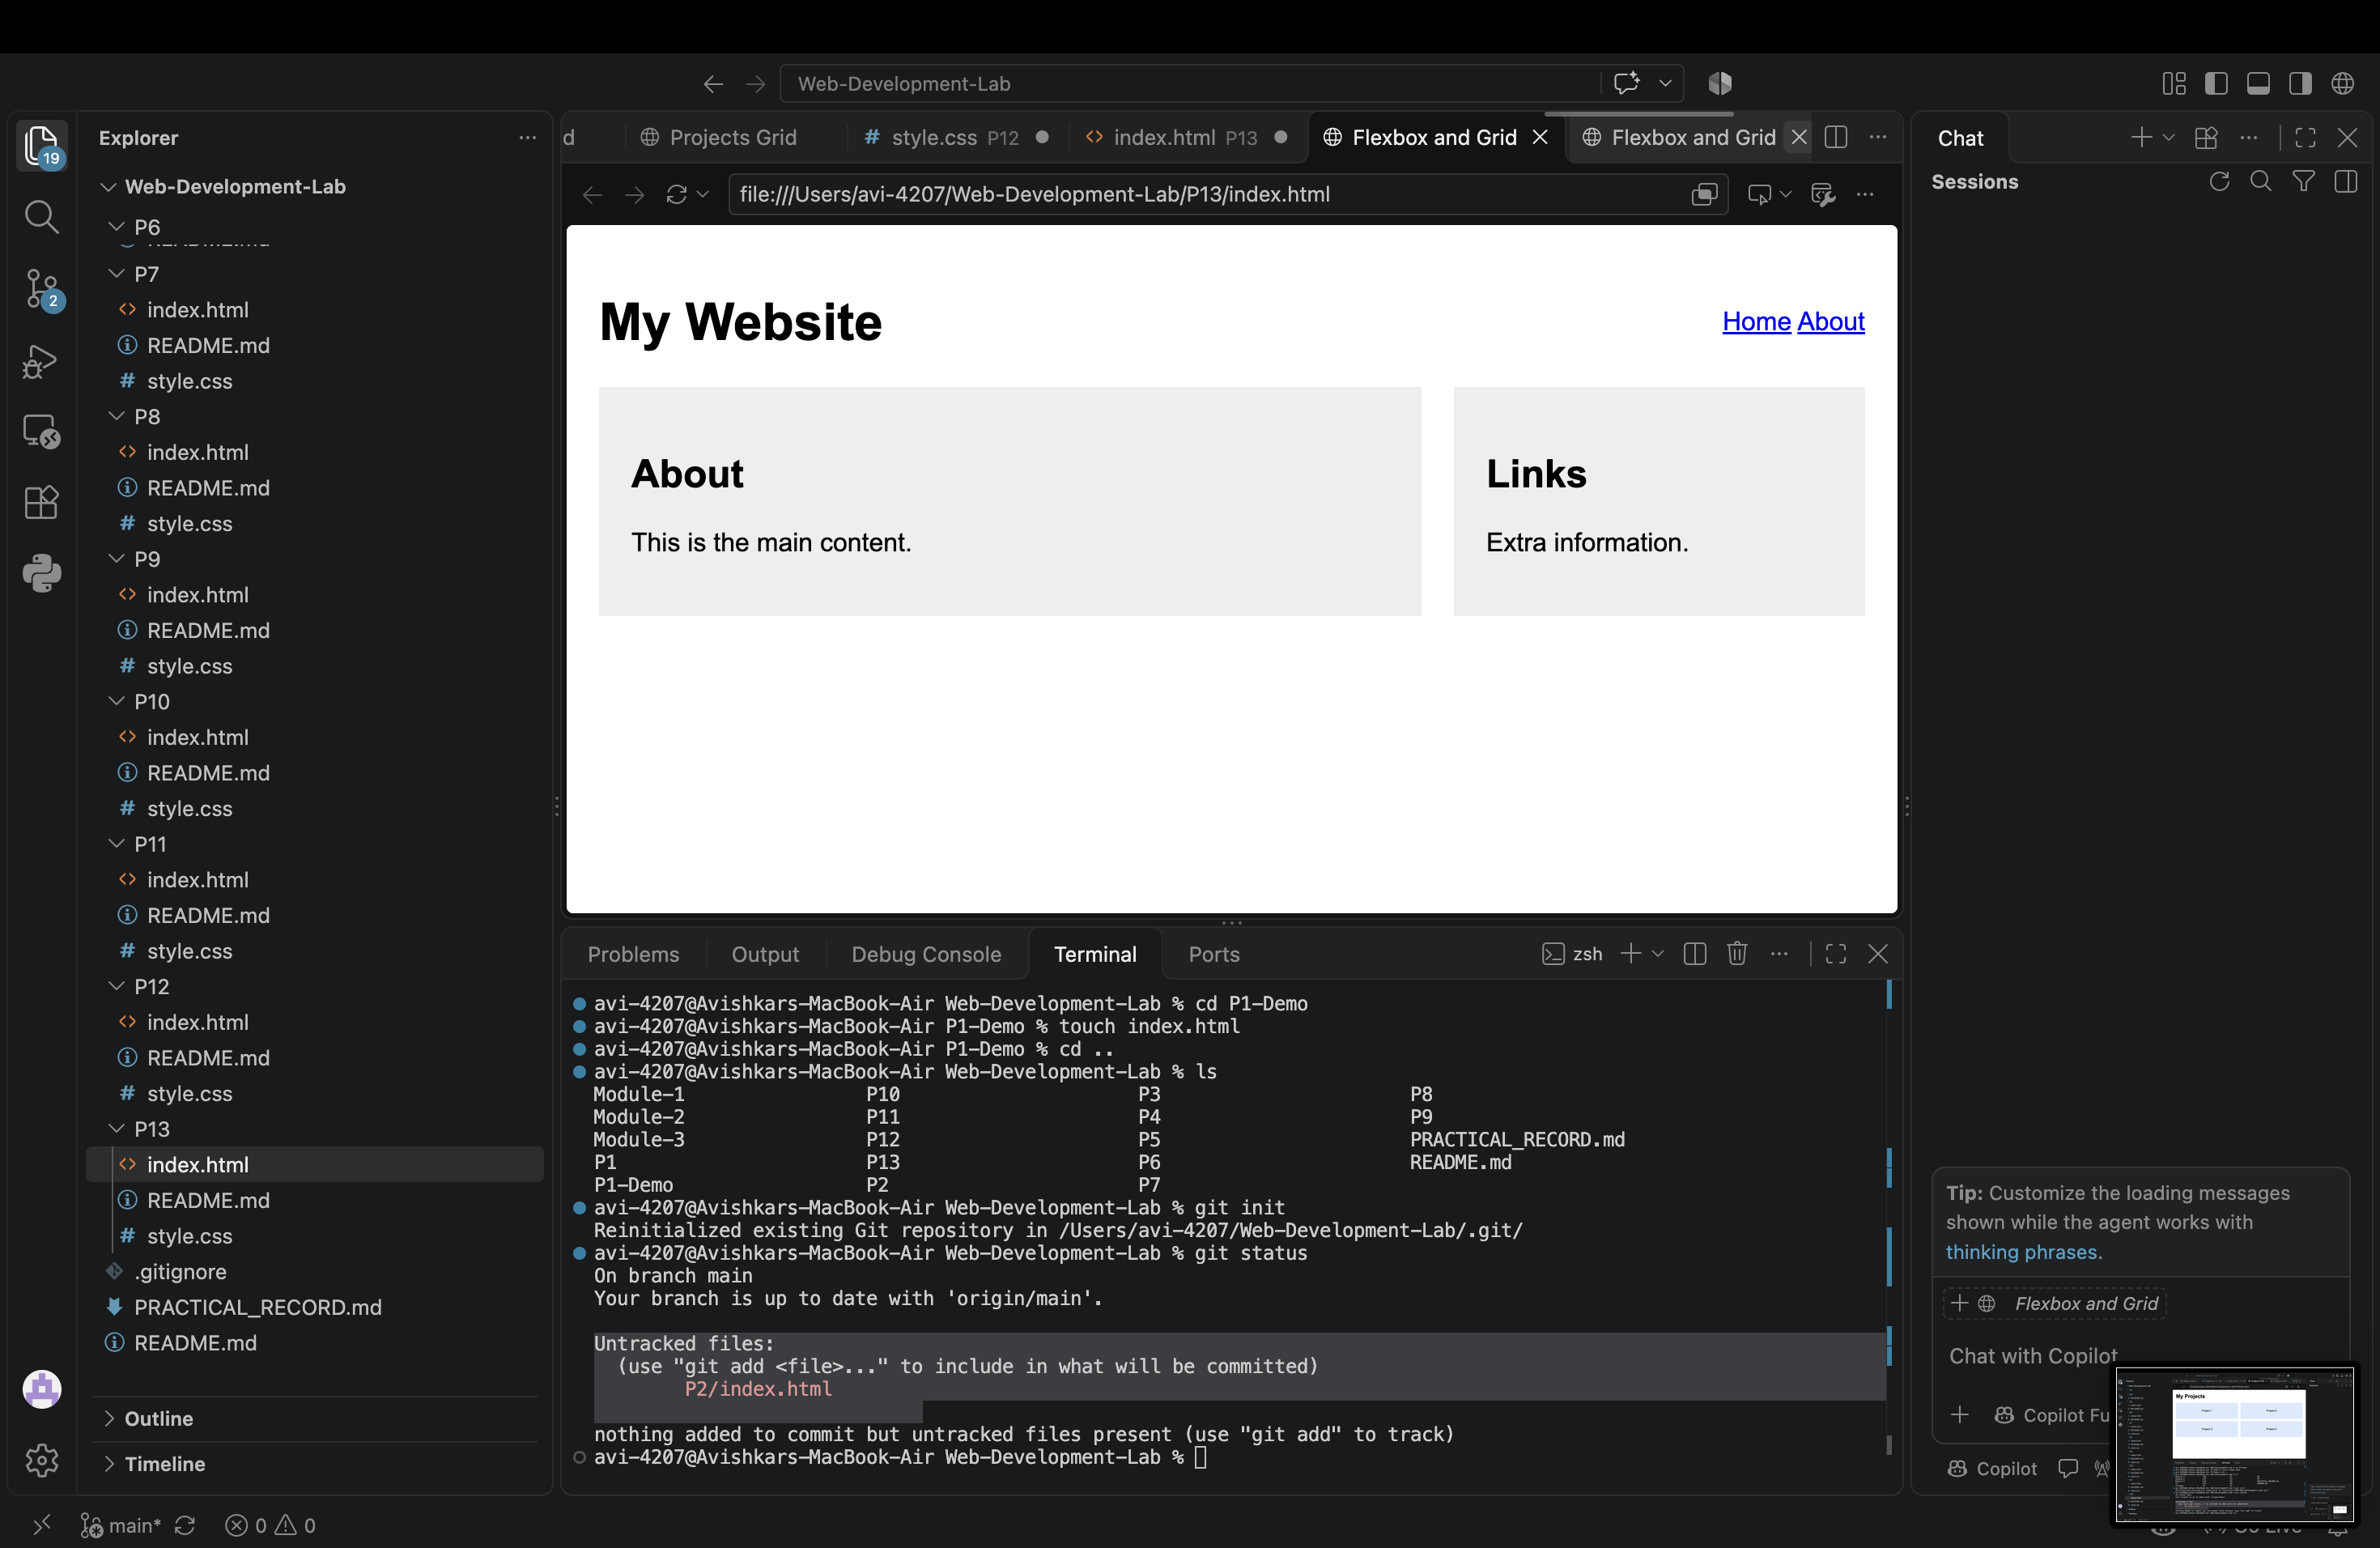 Web-Development-Lab
Explorer
19
2
Web-Development-Lab
P6
P7
index.html
README.md
style.css
P8
index.html
README.md
style.css
P9
index.html
README.md
style.css
P10
index.html
README.md
style.css
P11
index.html
README.md
style.css
P12
index.html
README.md
style.css
P13
index.html
README.md
style.css
.gitignore
PRACTICAL_RECORD.md
README.md
Outline
Timeline
d Projects Grid # style.css P12 index.html P13 Flexbox and Grid Flexbox and Grid
file:///Users/avi-4207/Web-Development-Lab/P13/index.html
My Website
Home About
About
This is the main content.
Links
Extra information.
Problems Output Debug Console Terminal Ports zsh
avi-4207@Avishkars-MacBook-Air Web-Development-Lab % cd P1-Demo
avi-4207@Avishkars-MacBook-Air P1-Demo % touch index.html
avi-4207@Avishkars-MacBook-Air P1-Demo % cd ..
avi-4207@Avishkars-MacBook-Air Web-Development-Lab % ls
Module-1 P10 P3 P8
Module-2 P11 P4 P9
Module-3 P12 P5 PRACTICAL_RECORD.md
P1 P13 P6 README.md
P1-Demo P2 P7
avi-4207@Avishkars-MacBook-Air Web-Development-Lab % git init
Reinitialized existing Git repository in /Users/avi-4207/Web-Development-Lab/.git/
avi-4207@Avishkars-MacBook-Air Web-Development-Lab % git status
On branch main
Your branch is up to date with 'origin/main'.
Untracked files:
(use "git add <file>..." to include in what will be committed)
P2/index.html
nothing added to commit but untracked files present (use "git add" to track)
avi-4207@Avishkars-MacBook-Air Web-Development-Lab %
Chat
Sessions
Tip: Customize the loading messages
shown while the agent works with
thinking phrases.
Flexbox and Grid
Chat with Copilot
Copilot Fu
Copilot
My Projects
main* 0 0